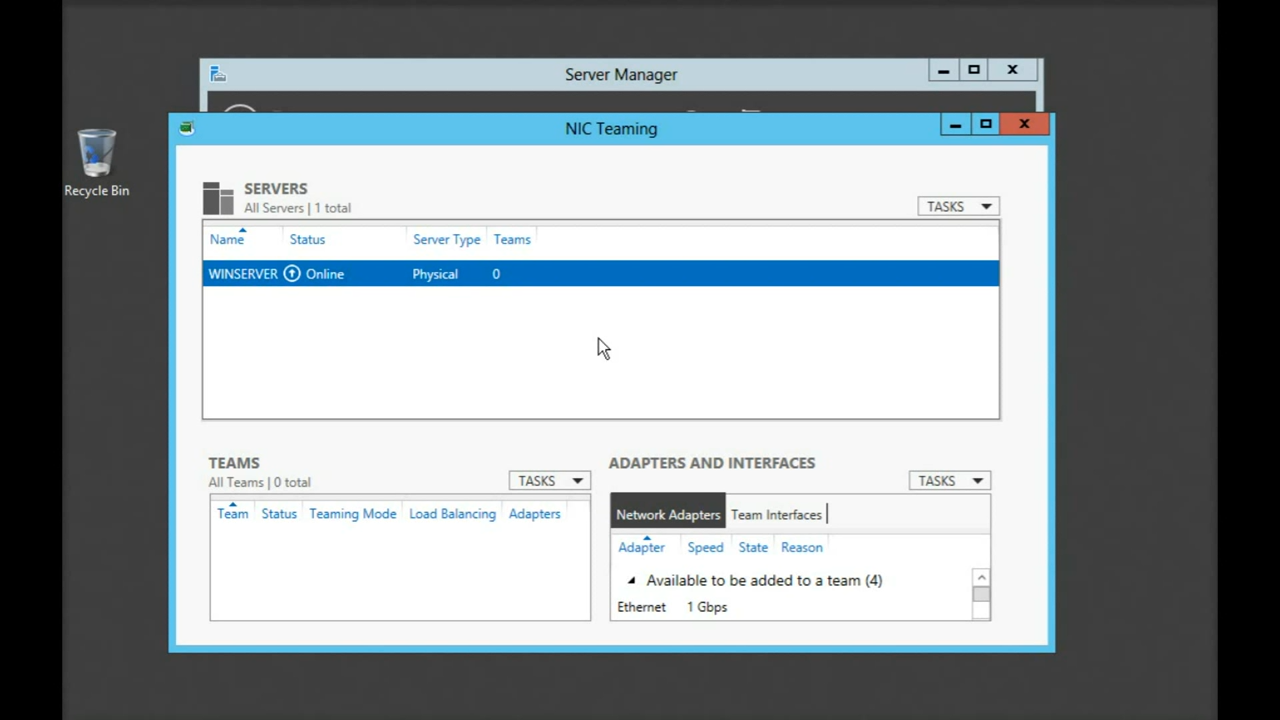 Server Manager
NIC Teaming
Recycle Bin
SERVERS
All Servers | 1 total
TASKS
Name Status Server Type Teams
WINSERVER Online Physical 0
TEAMS
All Teams | 0 total
TASKS
Team Status Teaming Mode Load Balancing Adapters
ADAPTERS AND INTERFACES
TASKS
Network Adapters Team Interfaces
Adapter Speed State Reason
Available to be added to a team (4)
Ethernet 1 Gbps